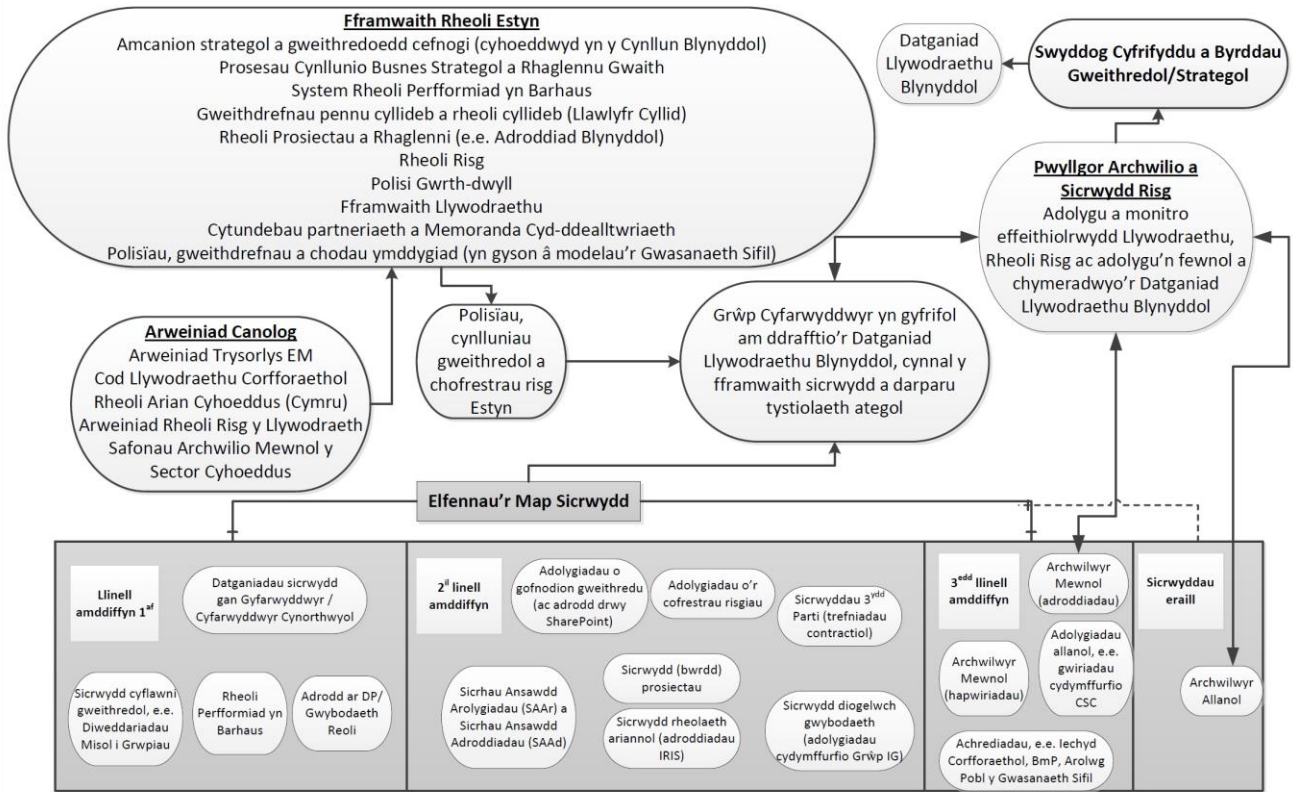 Fframwaith Rheoli Estyn
Amcanion strategol a gweithredoedd cefnogi (cyhoeddwyd yn y Cynllun Blynyddol)
Prosesau Cynllunio Busnes Strategol a Rhaglennu Gwaith
System Rheoli Perfformiad yn Barhaus
Gweithdrefnau pennu cyllideb a rheoli cyllideb (Llawlyfr Cyllid)
Rheoli Prosiectau a Rhaglenni (e.e. Adroddiad Blynyddol)
Rheoli Risg
Polisi Gwrth-dwyll
Fframwaith Llywodraethu
Cytundebau partneriaeth a Memoranda Cyd-ddealltwriaeth
Polisïau, gweithdrefnau a chodau ymddygiad (yn gyson â modelau'r Gwasanaeth Sifil)
Datganiad
Llywodraethu
Blynyddol
Swyddog Cyfrifyddu a Byrddau
Gweithredol/Strategol
Pwyllgor Archwilio a
Sicrwydd Risg
Adolygu a monitro
effeithiolrwydd Llywodraethu,
Rheoli Risg ac adolygu'n fewnol a
chymeradwyo'r Datganiad
Llywodraethu Blynyddol
Arweiniad Canolog
Arweiniad Trysorlys EM
Cod Llywodraethu Corfforaethol
Rheoli Arian Cyhoeddus (Cymru)
Arweiniad Rheoli Risg y Llywodraeth
Safonau Archwilio Mewnol y
Sector Cyhoeddus
Polisïau,
cynlluniau
gweithredol a
chofrestrau risg
Estyn
Grŵp Cyfarwyddwyr yn gyfrifol
am ddrafftio'r Datganiad
Llywodraethu Blynyddol, cynnal y
fframwaith sicrwydd a darparu
tystiolaeth ategol
Elfennau'r Map Sicrwydd
Llinell
amddiffyn 1af
Datganiadau sicrwydd
gan Gyfarwyddwyr /
Cyfarwyddwyr Cynorthwyol
Sicrwydd cyflawni
gweithredol, e.e.
Diweddariadau
Misol i Grwpiau
Rheoli
Perfformiad yn
Barhaus
Adrodd ar DP/
Gwybodaeth
Reoli
2il linell
amddiffyn
Adolygiadau o
gofnodion gweithredu
(ac adrodd drwy
SharePoint)
Adolygiadau o'r
cofrestrau risgiau
Sicrwyddau 3ydd
Parti (trefniadau
contractiol)
Sicrhau Ansawdd
Arolygiadau (SAAr) a
Sicrhau Ansawdd
Adroddiadau (SAAd)
Sicrwydd (bwrdd)
prosiectau
Sicrwydd rheolaeth
ariannol (adroddiadau
IRIS)
Sicrwydd diogelwch
gwybodaeth
(adolygiadau
cydymffurfio Grŵp IG)
3edd llinell
amddiffyn
Archwilwyr
Mewnol
(adroddiadau)
Archwilwyr
Mewnol
(hapwiriadau)
Adolygiadau
allanol, e.e.
gwiriadau
cydymffurfio
CSC
Achrediadau, e.e. Iechyd
Corfforaethol, BmP, Arolwg
Pobl y Gwasanaeth Sifil
Sicrwyddau
eraill
Archwilwyr
Allanol